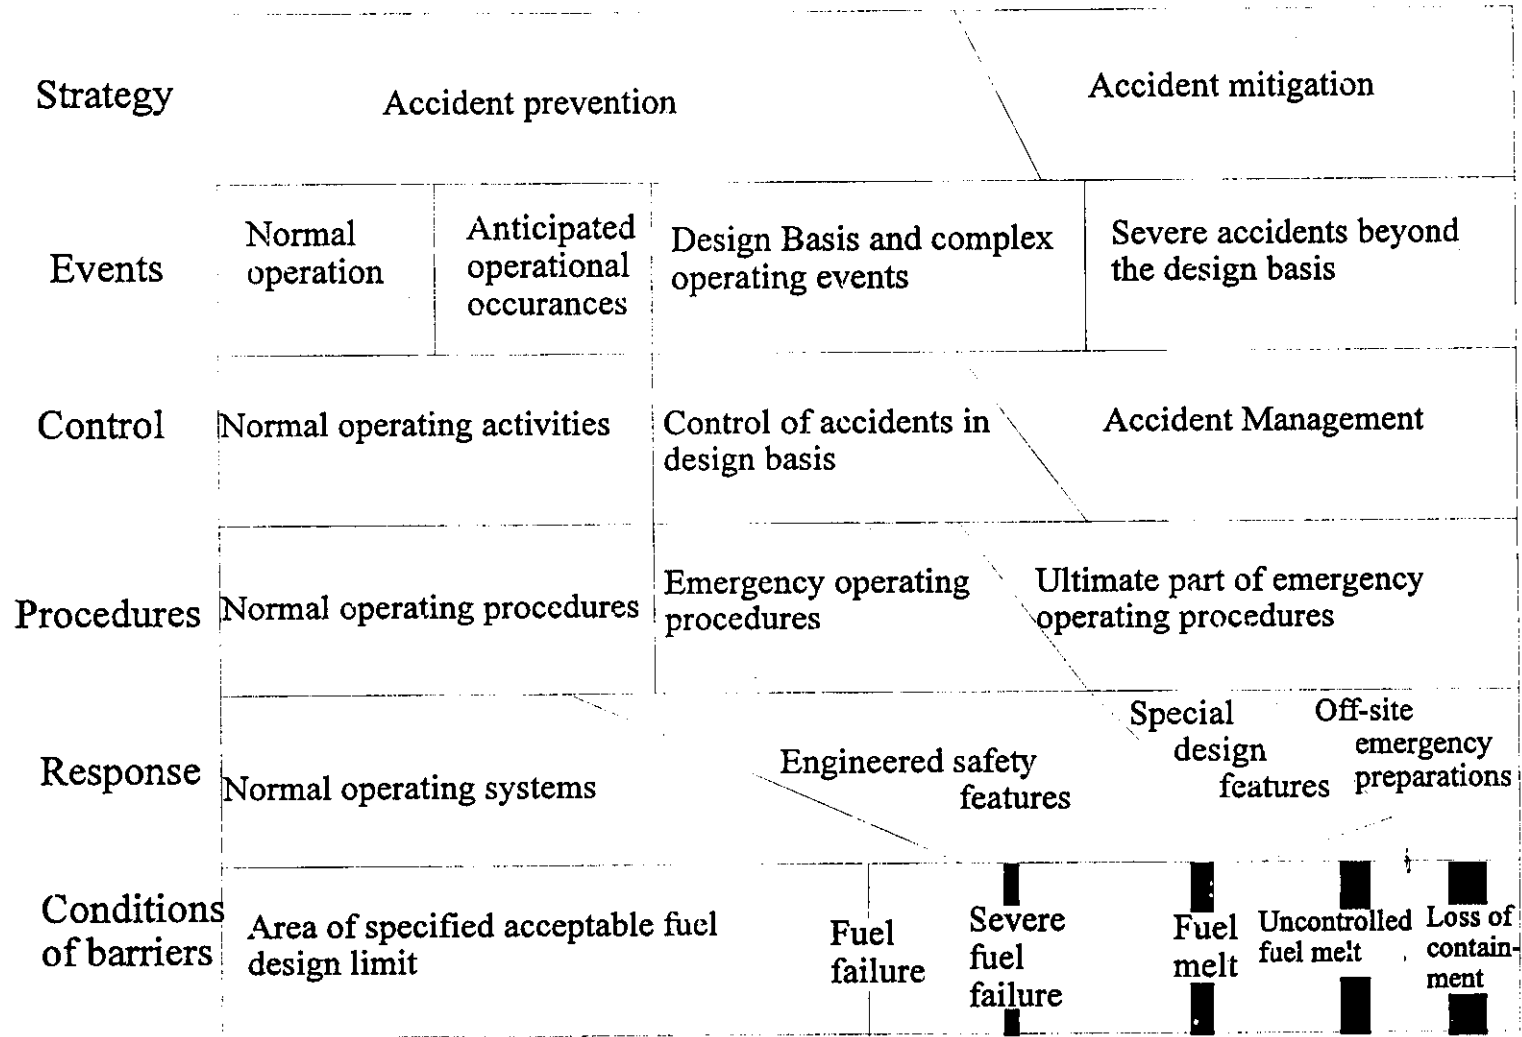 Strategy
Accident prevention
Accident mitigation
Events
Normal
operation
Anticipated
operational
occurances
Design Basis and complex
operating events
Severe accidents beyond
the design basis
Control
Normal operating activities
Control of accidents in
design basis
Accident Management
Procedures
Normal operating procedures
Emergency operating
procedures
Ultimate part of emergency
operating procedures
Response
Normal operating systems
Engineered safety
features
Special
design
features
Off-site
emergency
preparations
Conditions
of barriers
Area of specified acceptable fuel
design limit
Fuel
failure
Severe
fuel
failure
Fuel
melt
Uncontrolled
fuel melt
Loss of
contain-
ment